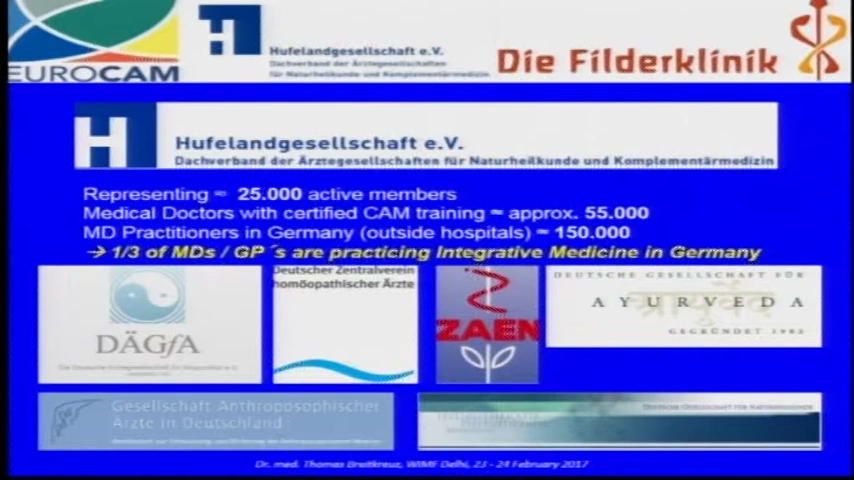 EUROCAM
Hufelandgesellschaft e.V.
Dachverband der Ärztegesellschaften
für Naturheilkunde und Komplementärmedizin
Die Filderklinik
Hufelandgesellschaft e.V.
Dachverband der Ärztegesellschaften für Naturheilkunde und Komplementärmedizin
Representing ≈ 25.000 active members
Medical Doctors with certified CAM training ≈ approx. 55.000
MD Practitioners in Germany (outside hospitals) ≈ 150.000
→ 1/3 of MDs / GP´s are practicing Integrative Medicine in Germany
DÄGfA
Deutscher Zentralverein
homöopathischer Ärzte
ZAEN
DEUTSCHE GESELLSCHAFT FÜR
AYURVEDA
GEGRÜNDET
Gesellschaft Anthroposophischer
Ärzte in Deutschland
Dr. med. Thomas Breitkreuz, WIMF Delhi, 23 - 24 February 2017